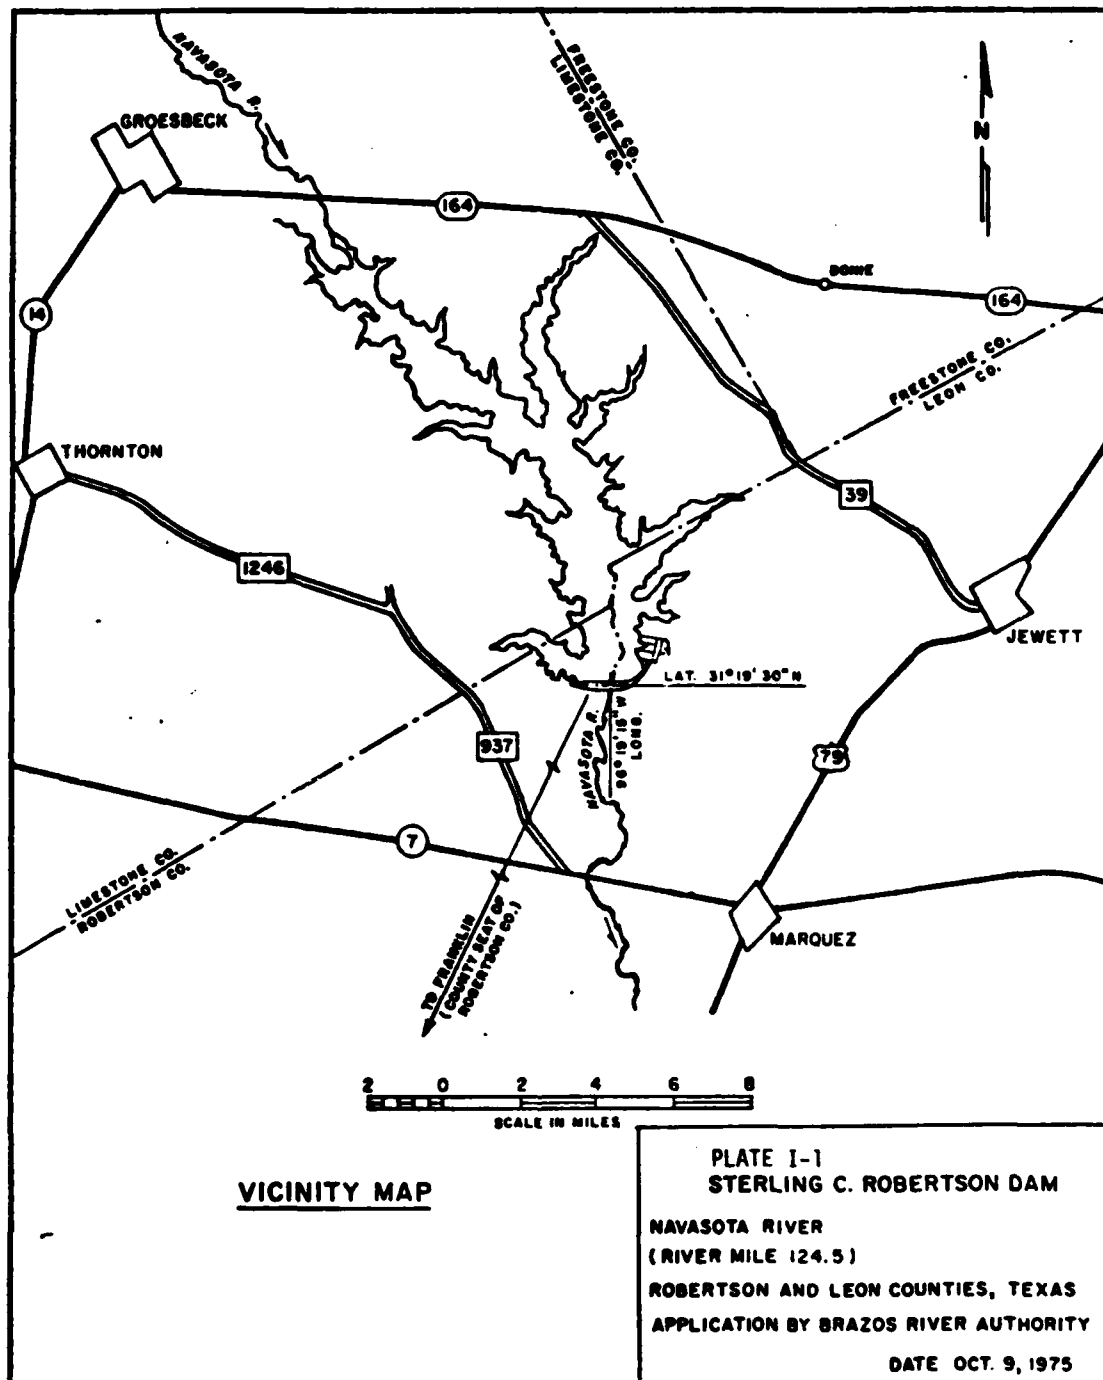 NAVASOTA R.
GROESBECK
FREESTONE CO.
LIMESTONE CO.
N
164
DONIE
164
14
FREESTONE CO.
LEON CO.
THORNTON
39
1246
JEWETT
LAT. 31° 19' 30" N
NAVASOTA R.
96° 19' 15" W
LONG.
937
79
7
LIMESTONE CO.
ROBERTSON CO.
MARQUEZ
TO FRANKLIN
(COUNTY SEAT OF
ROBERTSON CO.)
2 0 2 4 6 8
SCALE IN MILES
VICINITY MAP
PLATE I-1
STERLING C. ROBERTSON DAM
NAVASOTA RIVER
(RIVER MILE 124.5)
ROBERTSON AND LEON COUNTIES, TEXAS
APPLICATION BY BRAZOS RIVER AUTHORITY
DATE OCT. 9, 1975